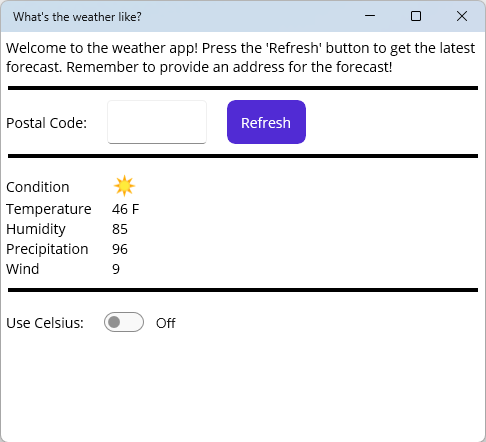 What's the weather like?
Welcome to the weather app! Press the 'Refresh' button to get the latest
forecast. Remember to provide an address for the forecast!
Postal Code:
Refresh
Condition
Temperature 46 F
Humidity 85
Precipitation 96
Wind 9
Use Celsius: Off